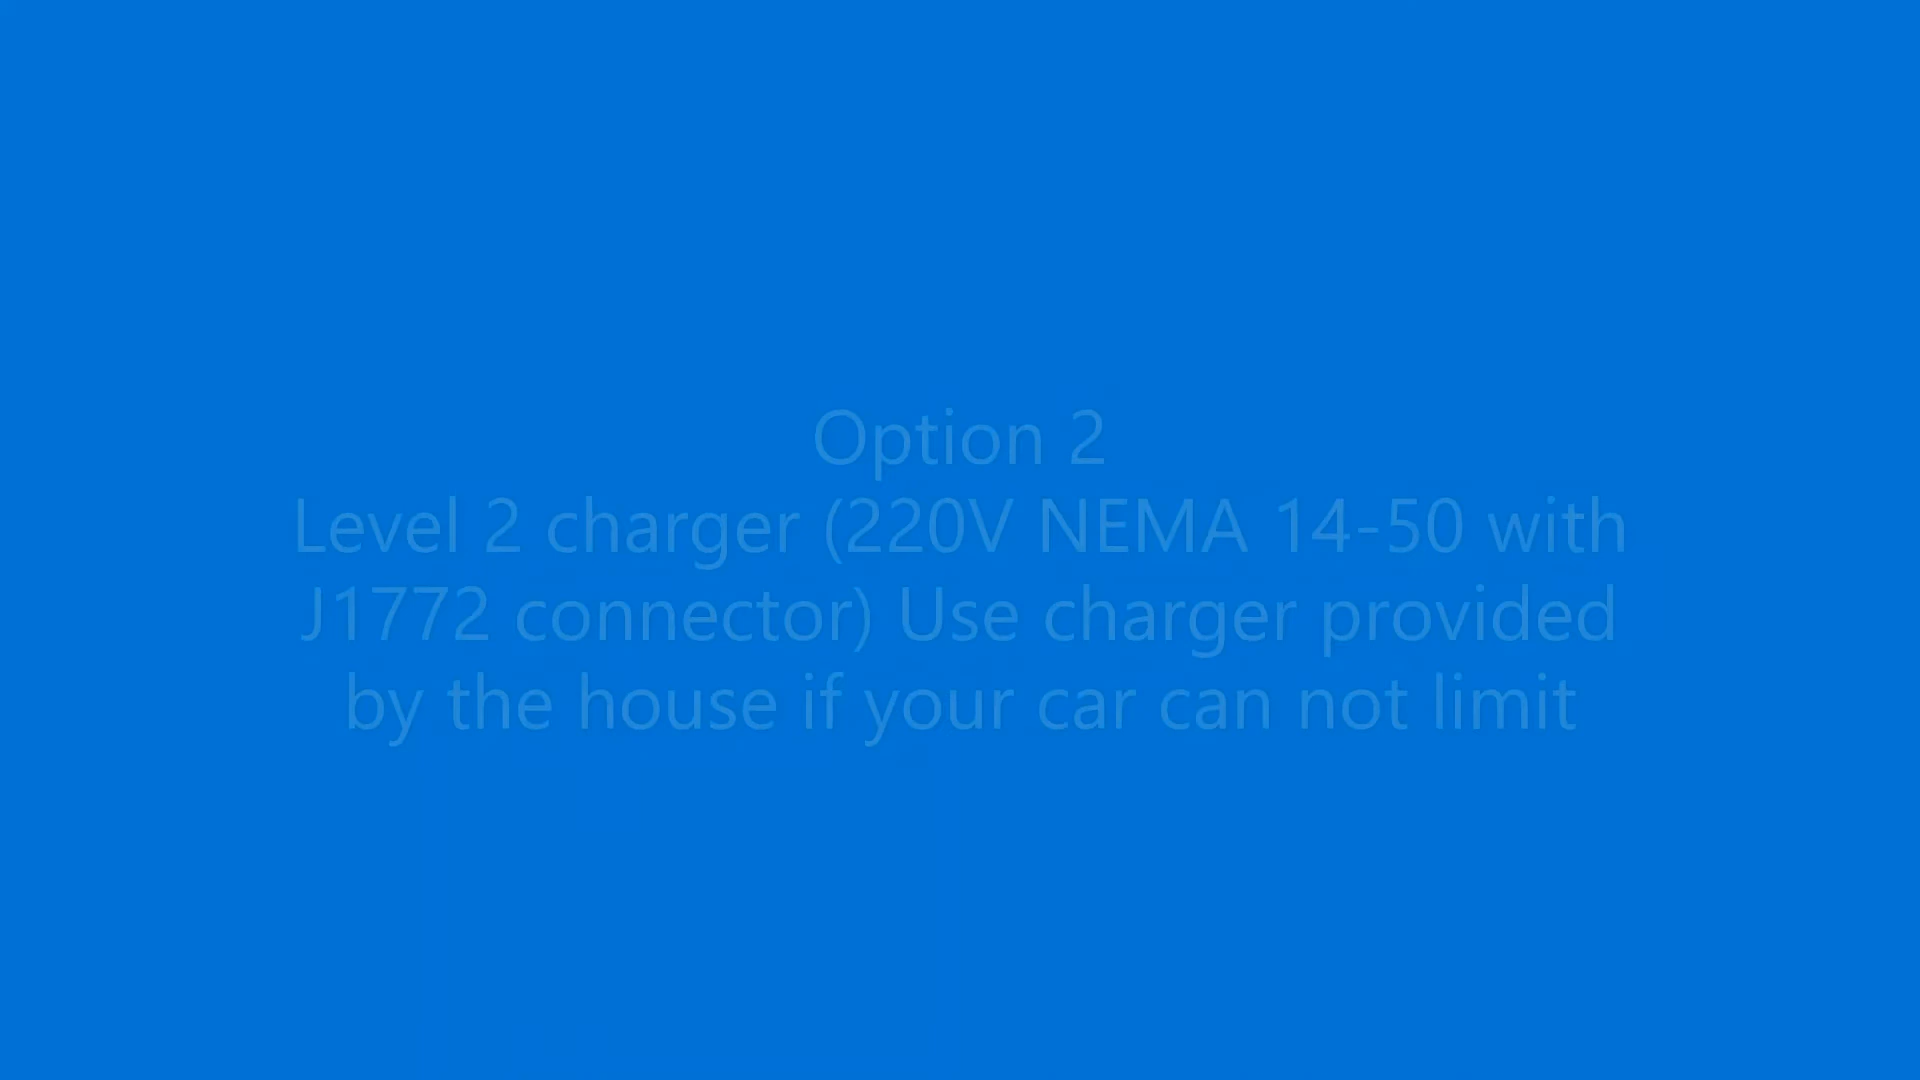 Option 2
Level 2 charger (220V NEMA 14-50 with
J1772 connector) Use charger provided
by the house if your car can not limit